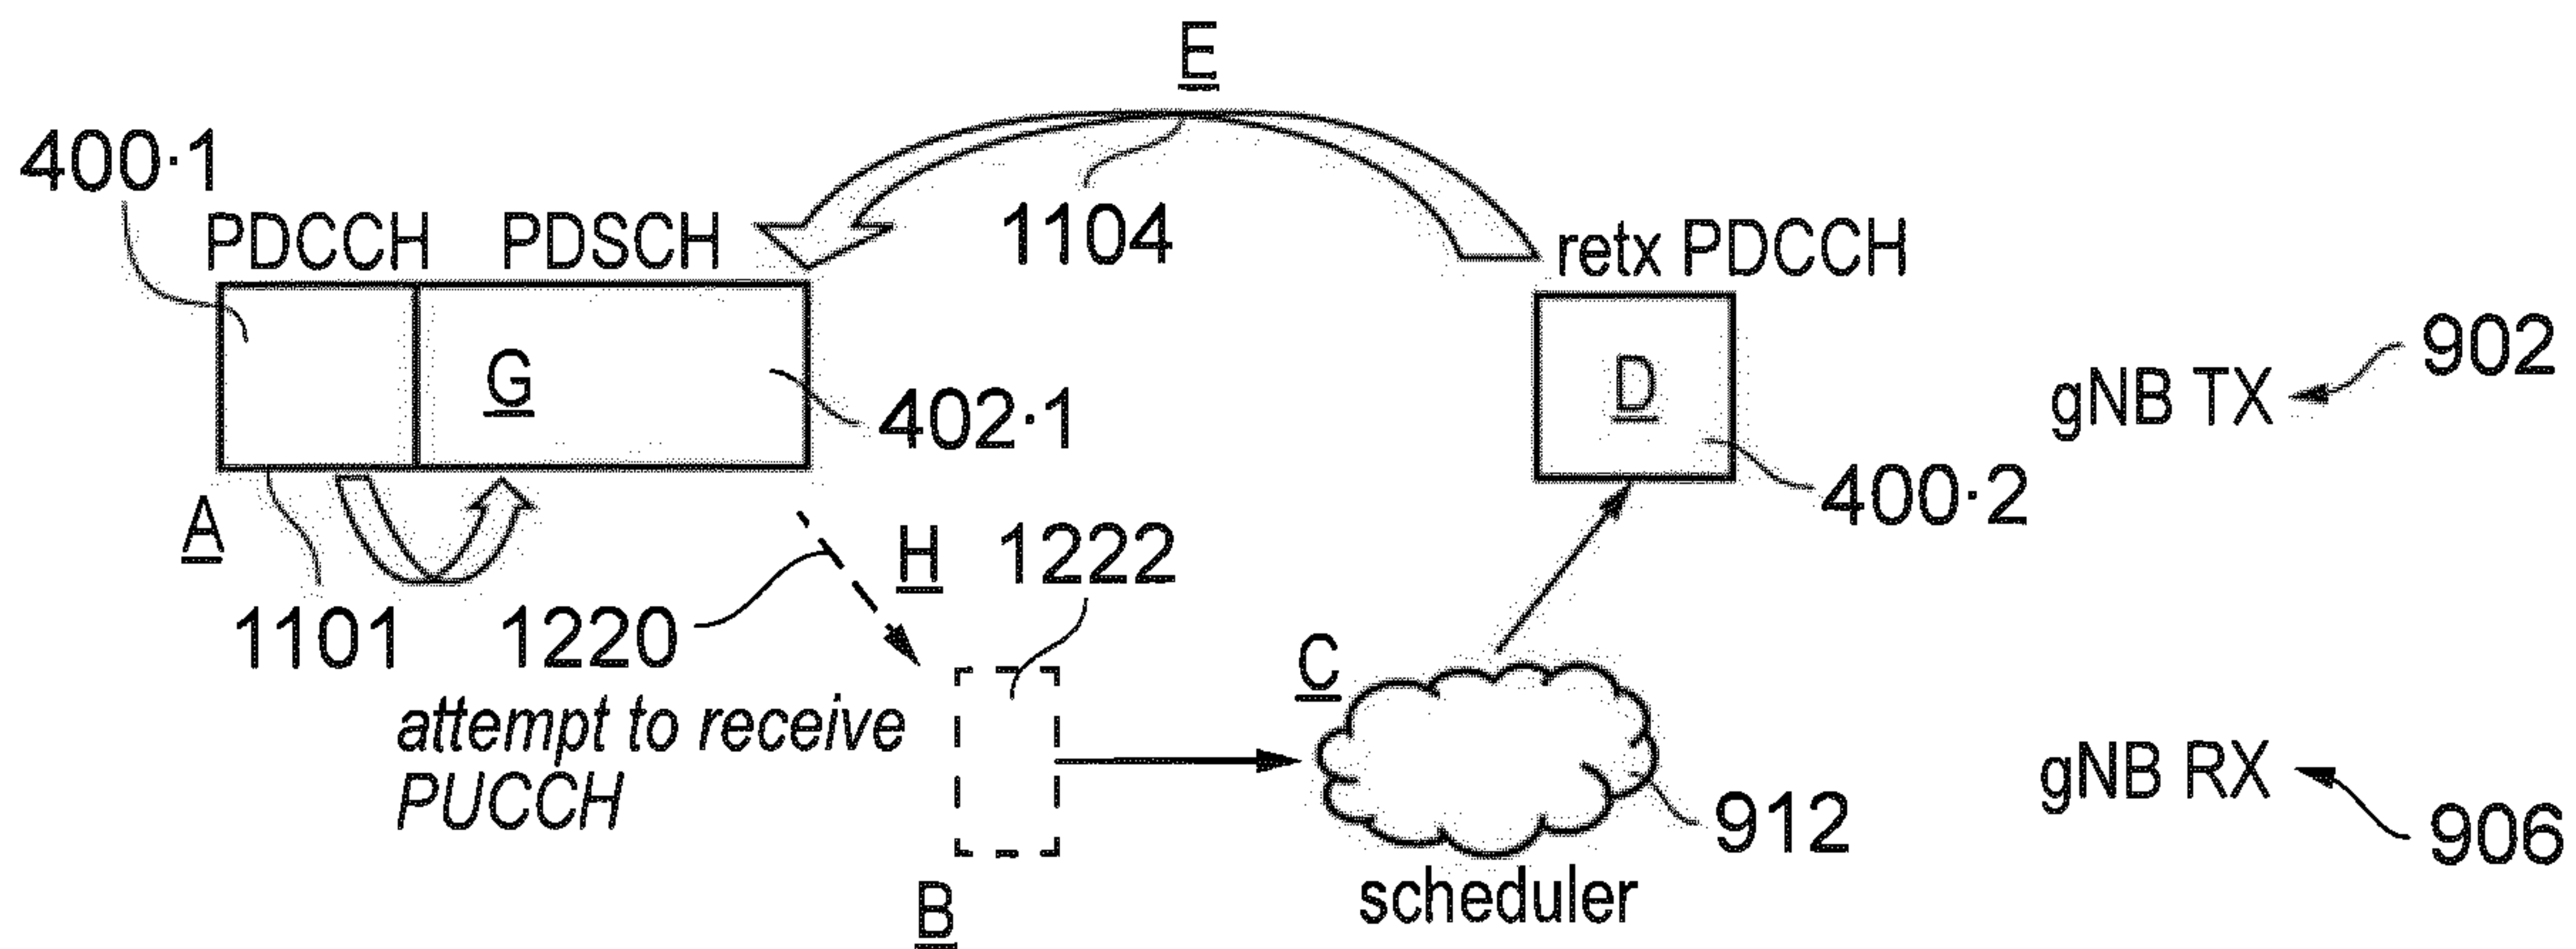 E
400·1
PDCCH PDSCH
1104
retx PDCCH
G
402·1
D
400·2
gNB TX
902
A
1101
1220
H
1222
attempt to receive
PUCCH
B
C
912
scheduler
gNB RX
906